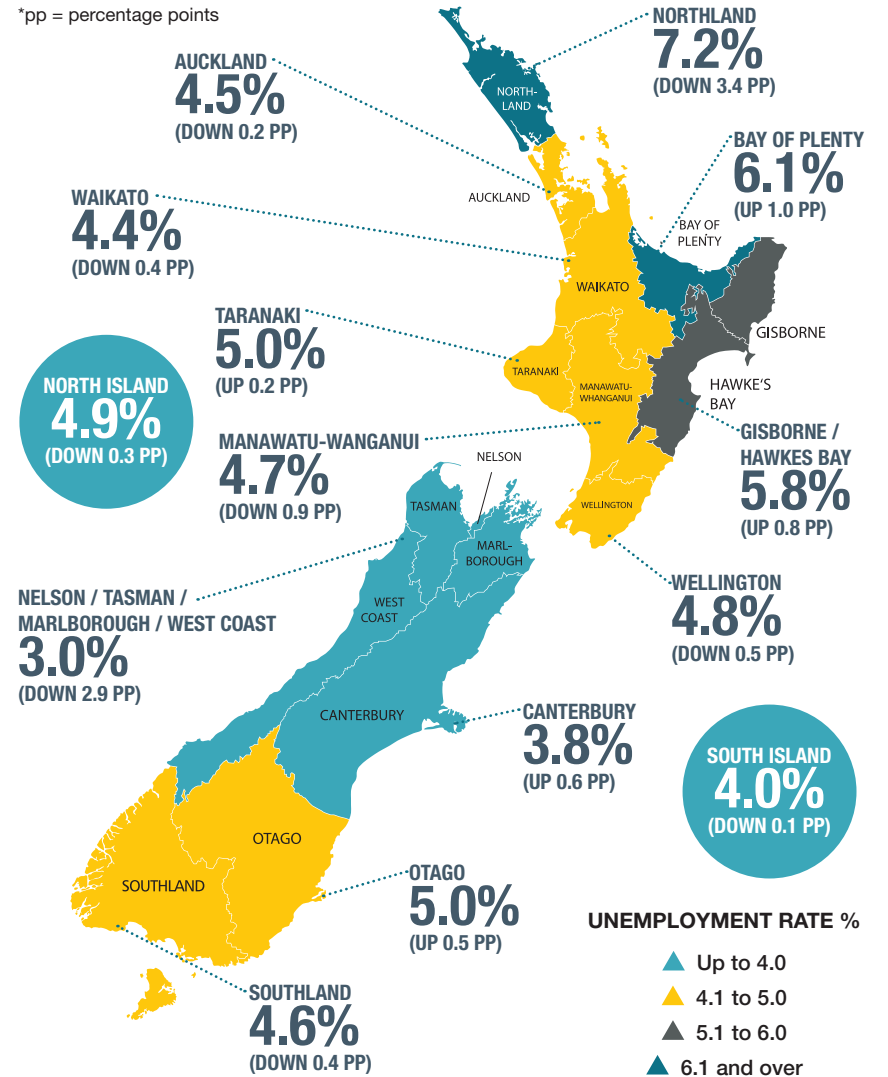 *pp = percentage points
NORTHLAND
7.2%
(DOWN 3.4 PP)
AUCKLAND
4.5%
(DOWN 0.2 PP)
NORTH-
LAND
BAY OF PLENTY
6.1%
(UP 1.0 PP)
WAIKATO
4.4%
(DOWN 0.4 PP)
AUCKLAND
BAY OF
PLENTY
WAIKATO
TARANAKI
5.0%
(UP 0.2 PP)
GISBORNE
TARANAKI
MANAWATU-
WHANGANUI
HAWKE'S
BAY
NORTH ISLAND
4.9%
(DOWN 0.3 PP)
MANAWATU-WANGANUI
4.7%
(DOWN 0.9 PP)
GISBORNE /
HAWKES BAY
5.8%
(UP 0.8 PP)
NELSON
TASMAN
WELLINGTON
MARL-
BOROUGH
WELLINGTON
4.8%
(DOWN 0.5 PP)
NELSON / TASMAN /
MARLBOROUGH / WEST COAST
3.0%
(DOWN 2.9 PP)
WEST
COAST
CANTERBURY
CANTERBURY
3.8%
(UP 0.6 PP)
SOUTH ISLAND
4.0%
(DOWN 0.1 PP)
OTAGO
SOUTHLAND
OTAGO
5.0%
(UP 0.5 PP)
SOUTHLAND
4.6%
(DOWN 0.4 PP)
UNEMPLOYMENT RATE %
Up to 4.0
4.1 to 5.0
5.1 to 6.0
6.1 and over